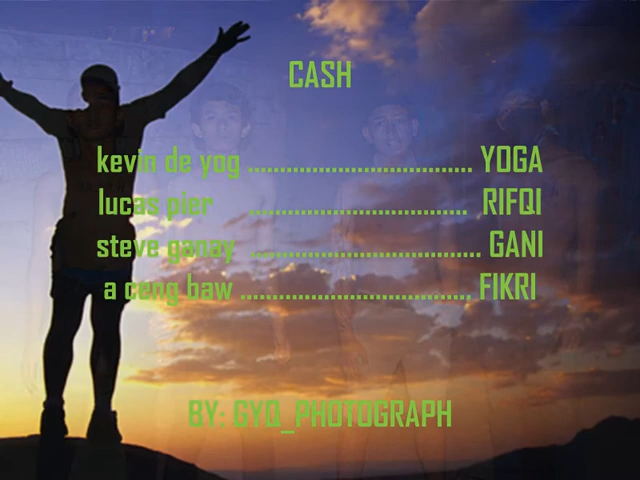 CASH
kevin de yog .................................... YOGA
lucas pier ................................... RIFQI
steve ganay ..................................... GANI
a ceng baw ..................................... FIKRI
BY: GYQ_PHOTOGRAPH